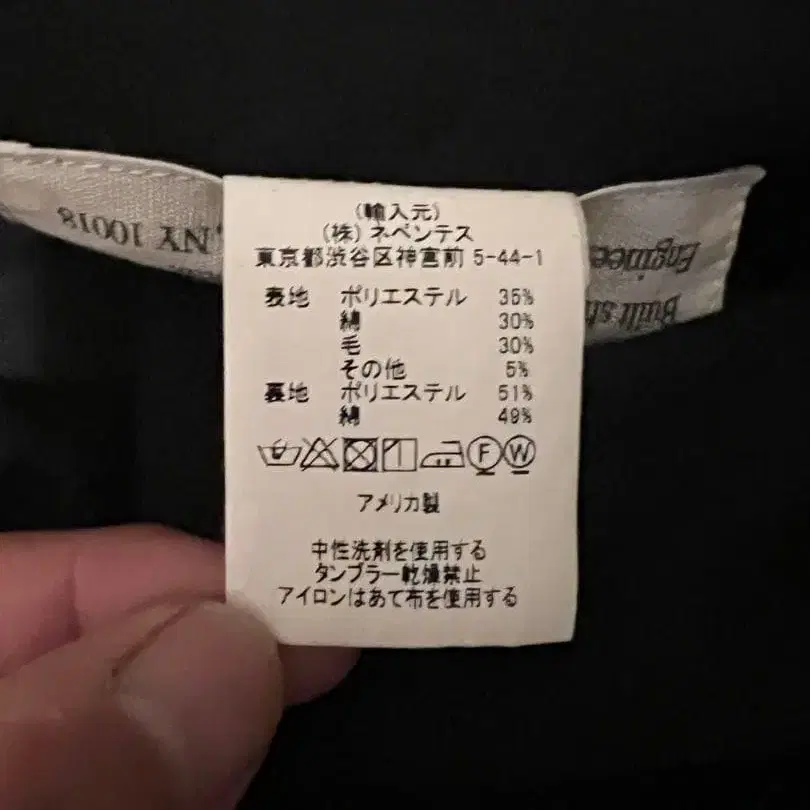 (輸入元)
(株) ネペンテス
東京都渋谷区神宮前 5-44-1
表地 ポリエステル 35%
綿 30%
毛 30%
その他 5%
裏地 ポリエステル 51%
綿 49%
F W
アメリカ製
中性洗剤を使用する
タンブラー乾燥禁止
アイロンはあて布を使用する
NY 10018
Built